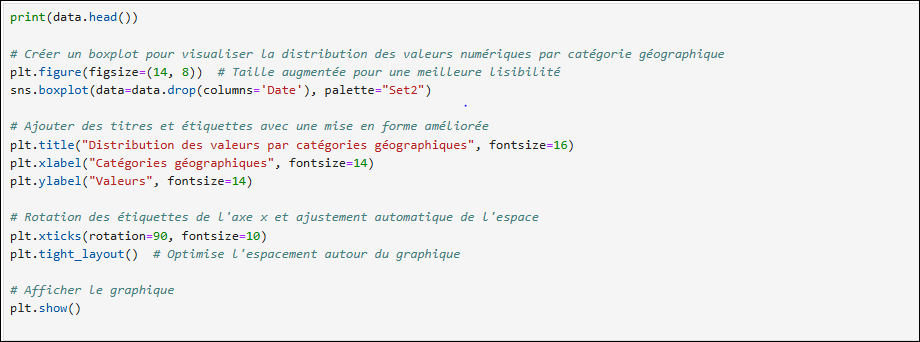 print(data.head())
# Créer un boxplot pour visualiser la distribution des valeurs numériques par catégorie géographique
plt.figure(figsize=(14, 8))  # Taille augmentée pour une meilleure lisibilité
sns.boxplot(data=data.drop(columns='Date'), palette="Set2")
# Ajouter des titres et étiquettes avec une mise en forme améliorée
plt.title("Distribution des valeurs par catégories géographiques", fontsize=16)
plt.xlabel("Catégories géographiques", fontsize=14)
plt.ylabel("Valeurs", fontsize=14)
# Rotation des étiquettes de l'axe x et ajustement automatique de l'espace
plt.xticks(rotation=90, fontsize=10)
plt.tight_layout()  # Optimise l'espacement autour du graphique
# Afficher le graphique
plt.show()